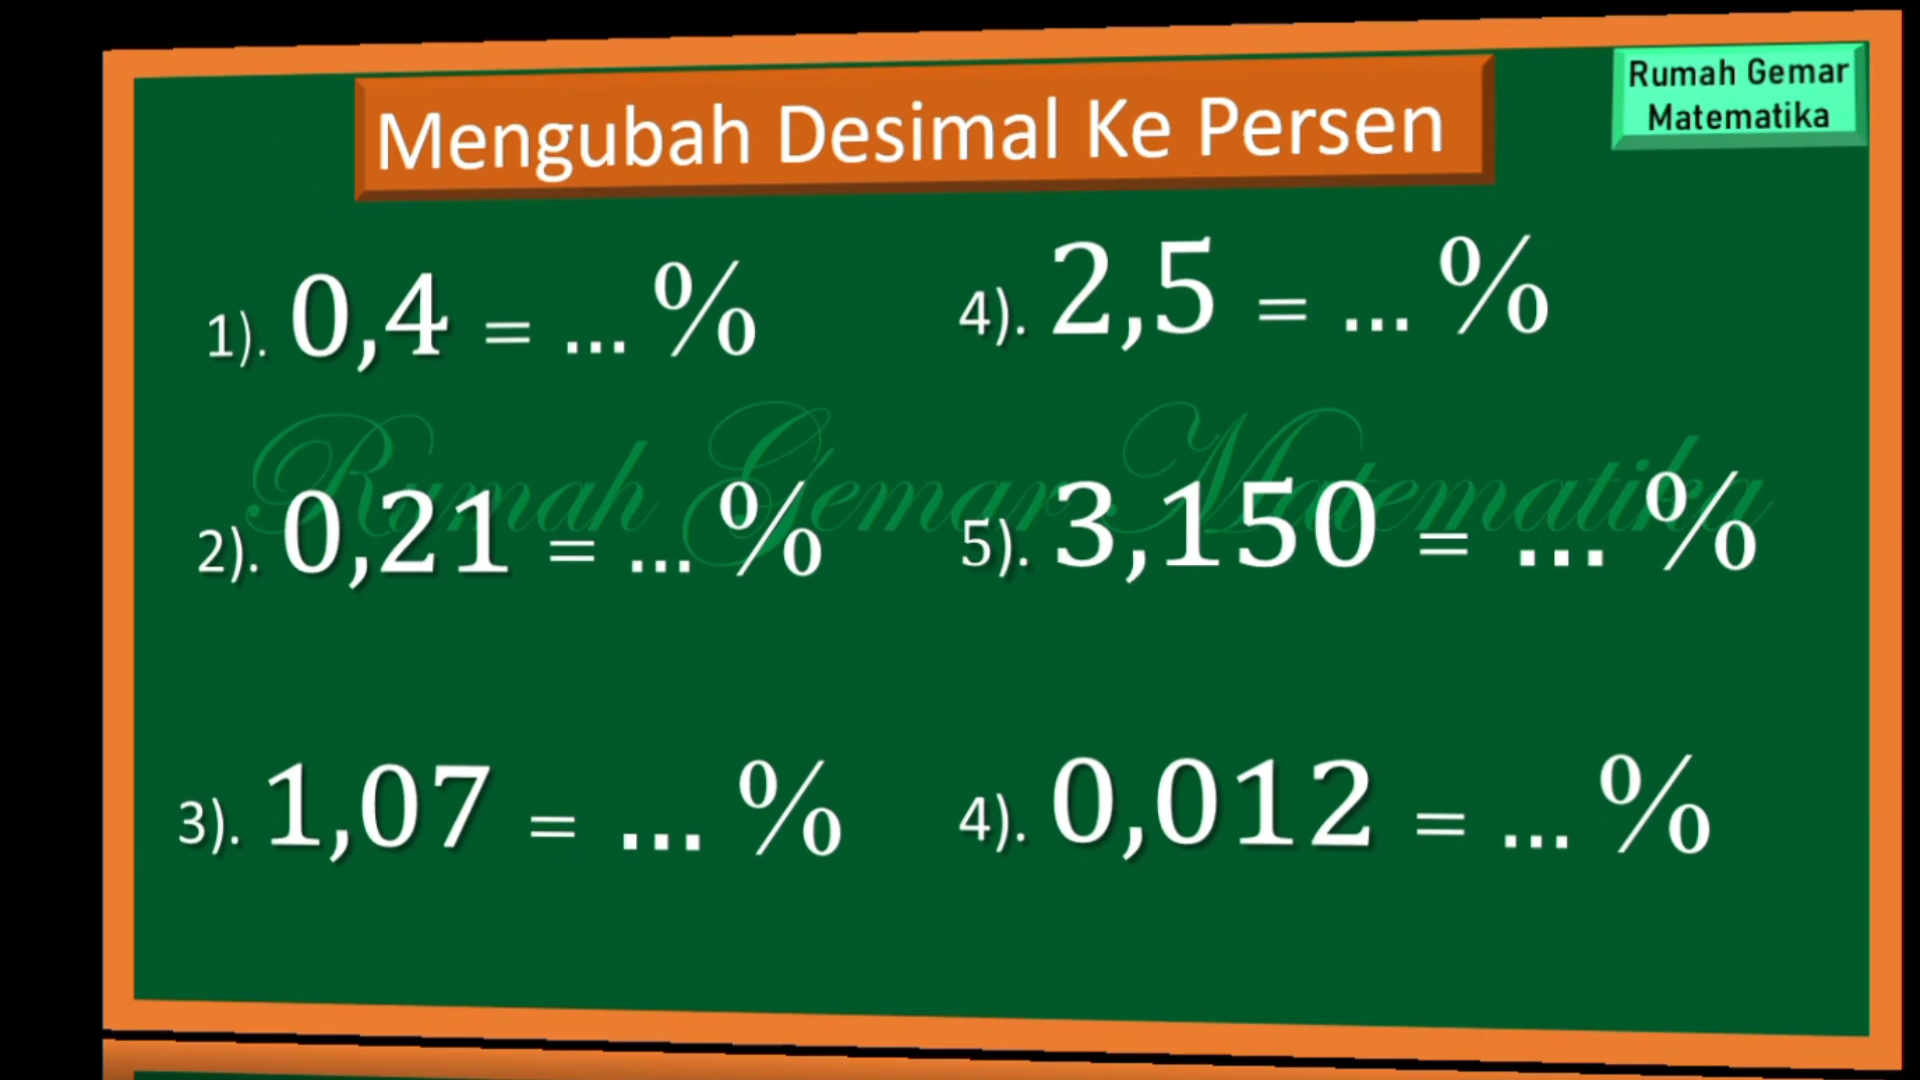 Mengubah Desimal Ke Persen
Rumah Gemar
Matematika
1). 0,4 = ... %
4). 2,5 = ... %
Rumah Gemar Matematika
2). 0,21 = ... %
5). 3,150 = ... %
3). 1,07 = ... %
4). 0,012 = ... %